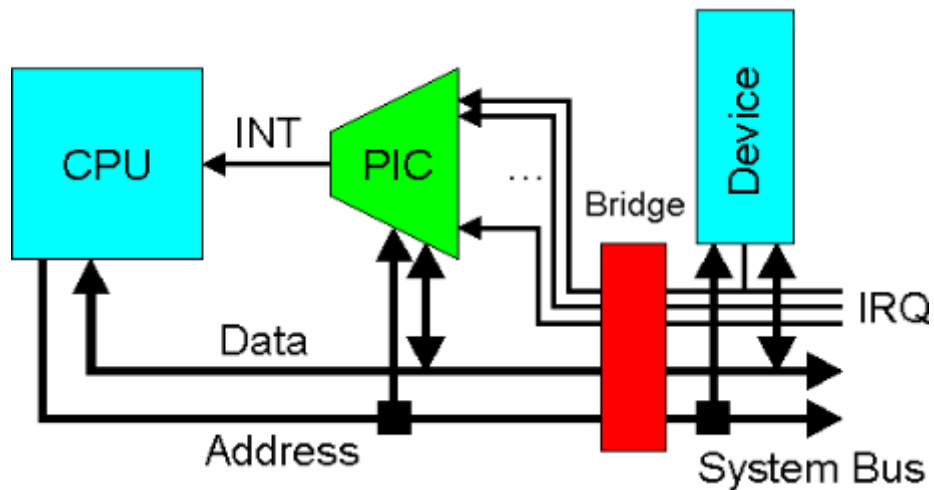 Device
INT
CPU
PIC
...
Bridge
IRQ
Data
Address
System Bus